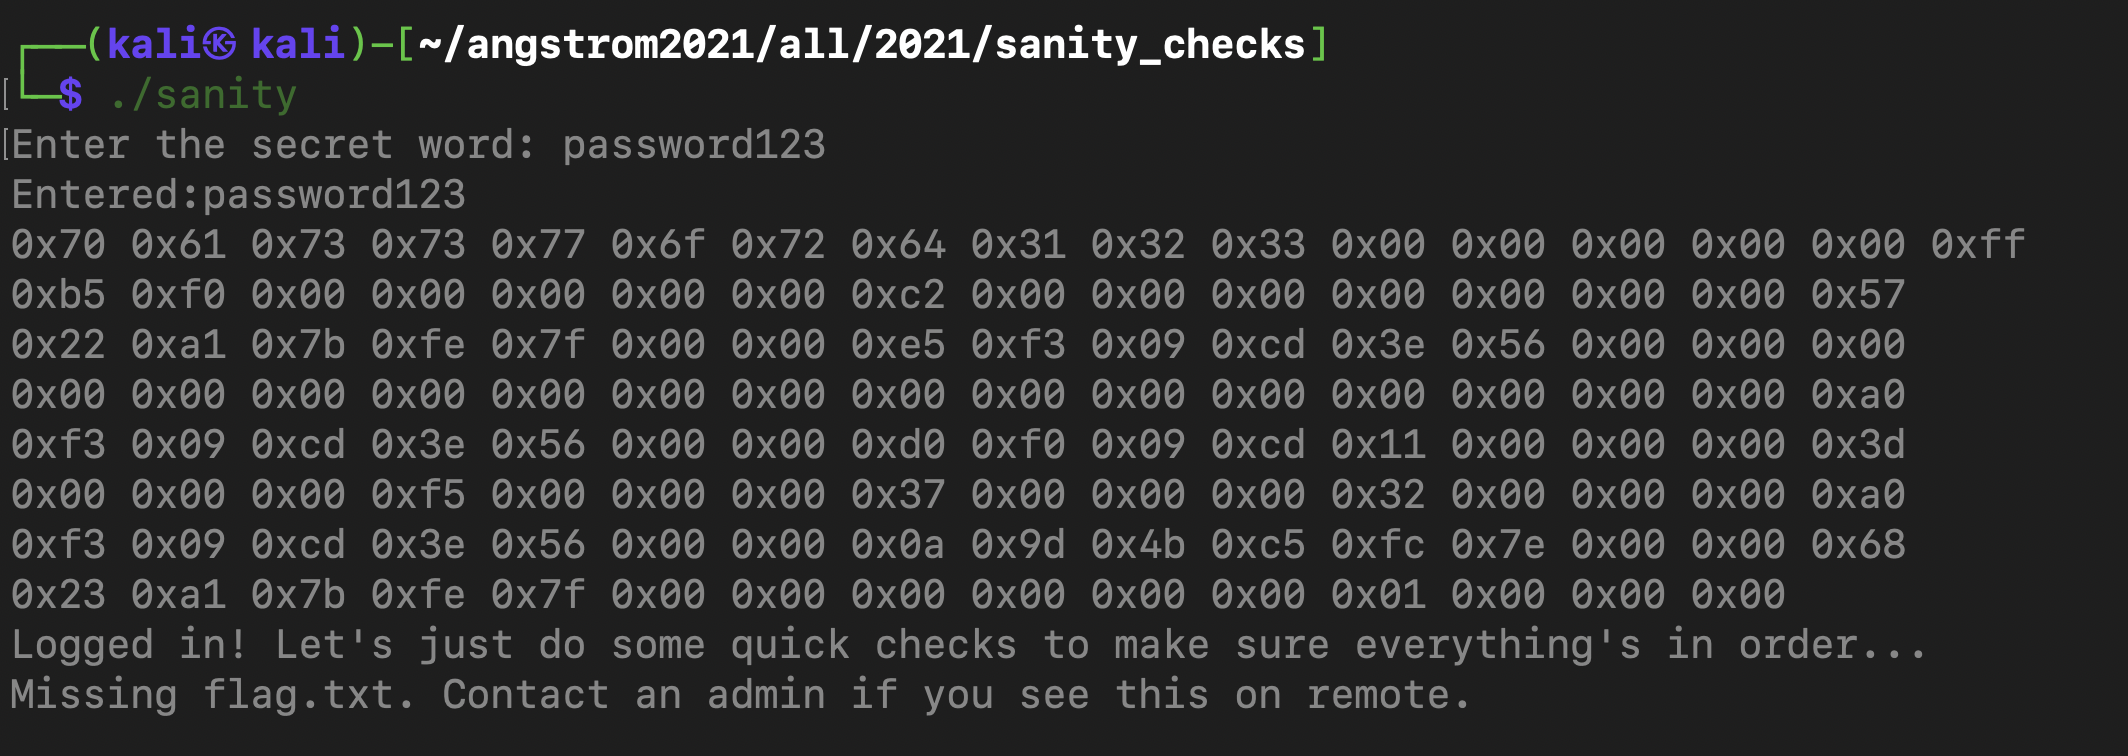 (kali㉿kali)-[~/angstrom2021/all/2021/sanity_checks]
$ ./sanity
Enter the secret word: password123
Entered:password123
0x70 0x61 0x73 0x73 0x77 0x6f 0x72 0x64 0x31 0x32 0x33 0x00 0x00 0x00 0x00 0x00 0xff
0xb5 0xf0 0x00 0x00 0x00 0x00 0x00 0xc2 0x00 0x00 0x00 0x00 0x00 0x00 0x00 0x57
0x22 0xa1 0x7b 0xfe 0x7f 0x00 0x00 0xe5 0xf3 0x09 0xcd 0x3e 0x56 0x00 0x00 0x00
0x00 0x00 0x00 0x00 0x00 0x00 0x00 0x00 0x00 0x00 0x00 0x00 0x00 0x00 0x00 0xa0
0xf3 0x09 0xcd 0x3e 0x56 0x00 0x00 0xd0 0xf0 0x09 0xcd 0x11 0x00 0x00 0x00 0x3d
0x00 0x00 0x00 0xf5 0x00 0x00 0x00 0x37 0x00 0x00 0x00 0x32 0x00 0x00 0x00 0xa0
0xf3 0x09 0xcd 0x3e 0x56 0x00 0x00 0x0a 0x9d 0x4b 0xc5 0xfc 0x7e 0x00 0x00 0x68
0x23 0xa1 0x7b 0xfe 0x7f 0x00 0x00 0x00 0x00 0x00 0x00 0x01 0x00 0x00 0x00
Logged in! Let's just do some quick checks to make sure everything's in order...
Missing flag.txt. Contact an admin if you see this on remote.